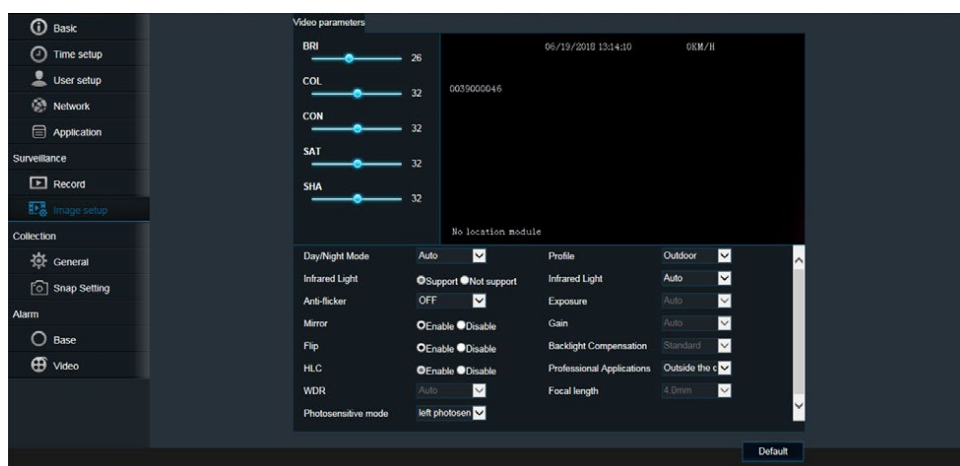 Basic
Time setup
User setup
Network
Application
Surveillance
Record
Image setup
Collection
General
Snap Setting
Alarm
Base
Video
Video parameters
BRI
26
COL
32
CON
32
SAT
32
SHA
32
06/19/2018 13:14:10 0KM/H
0039000046
No location module
Day/Night Mode Auto Profile Outdoor
Infrared Light Support Not support Infrared Light Auto
Anti-flicker OFF Exposure Auto
Mirror Enable Disable Gain Auto
Flip Enable Disable Backlight Compensation Standard
HLC Enable Disable Professional Applications Outside the c
WDR Auto Focal length 4.0mm
Photosensitive mode left photosen
Default